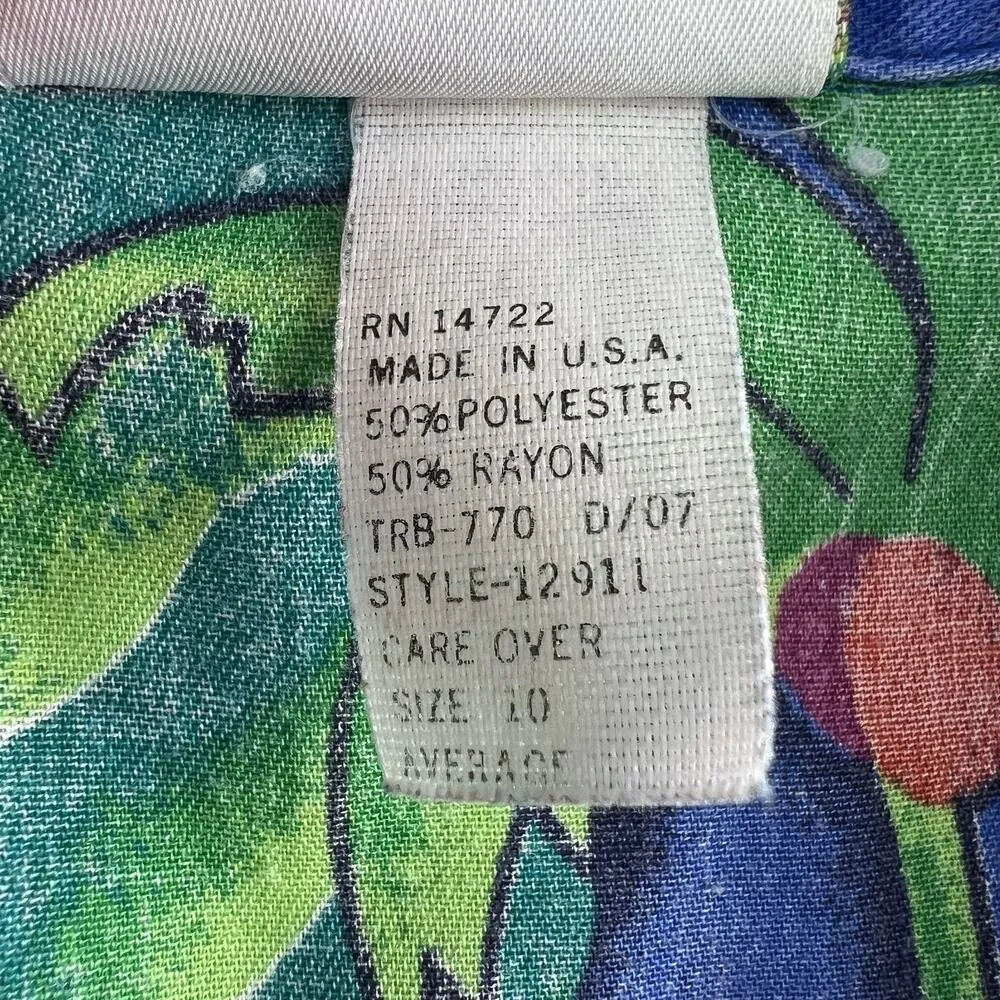 RN 14722
MADE IN U.S.A.
50%POLYESTER
50% RAYON
TRB-770 D/07
STYLE-12911
CARE OVER
SIZE 10
AVERAGE